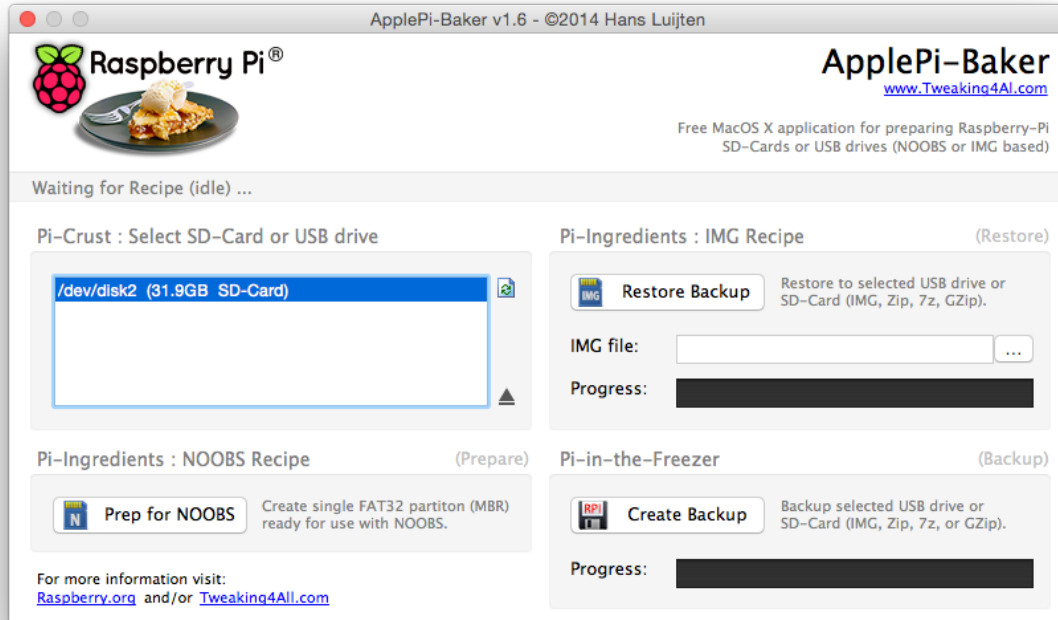 ApplePi-Baker v1.6 - ©2014 Hans Luijten
Raspberry Pi®
ApplePi-Baker
www.Tweaking4Al.com
Free MacOS X application for preparing Raspberry-Pi
SD-Cards or USB drives (NOOBS or IMG based)
Waiting for Recipe (idle) ...
Pi-Crust : Select SD-Card or USB drive
/dev/disk2 (31.9GB SD-Card)
Pi-Ingredients : NOOBS Recipe (Prepare)
N
Prep for NOOBS
Create single FAT32 partiton (MBR)
ready for use with NOOBS.
For more information visit:
Raspberry.org and/or Tweaking4All.com
Pi-Ingredients : IMG Recipe (Restore)
IMG
Restore Backup
Restore to selected USB drive or
SD-Card (IMG, Zip, 7z, GZip).
IMG file:
...
Progress:
Pi-in-the-Freezer (Backup)
RPi
Create Backup
Backup selected USB drive or
SD-Card (IMG, Zip, 7z, or GZip).
Progress: